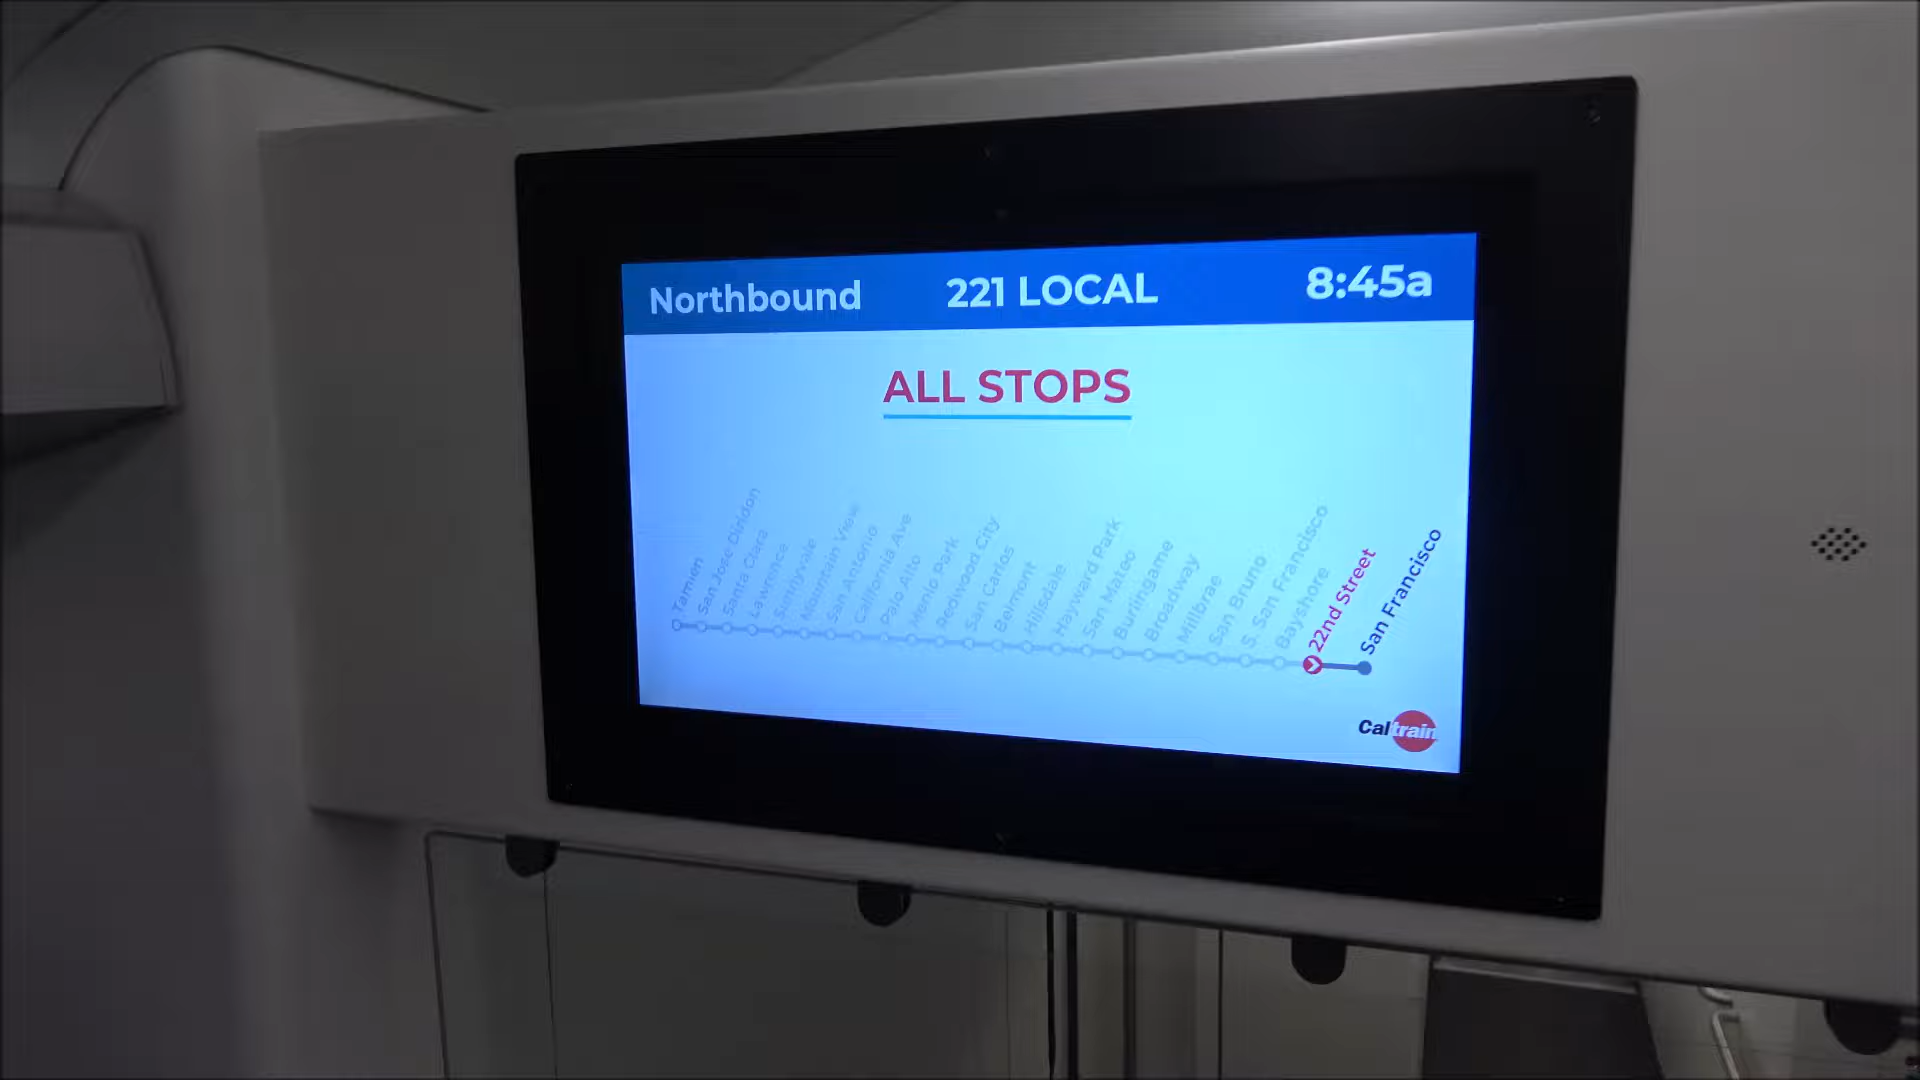 Northbound
221 LOCAL
8:45a
ALL STOPS
Tamien
San Jose Diridon
Santa Clara
Lawrence
Sunnyvale
Mountain View
San Antonio
California Ave
Palo Alto
Menlo Park
Redwood City
San Carlos
Belmont
Hillsdale
Hayward Park
San Mateo
Burlingame
Broadway
Millbrae
San Bruno
S. San Francisco
Bayshore
22nd Street
San Francisco
Caltrain